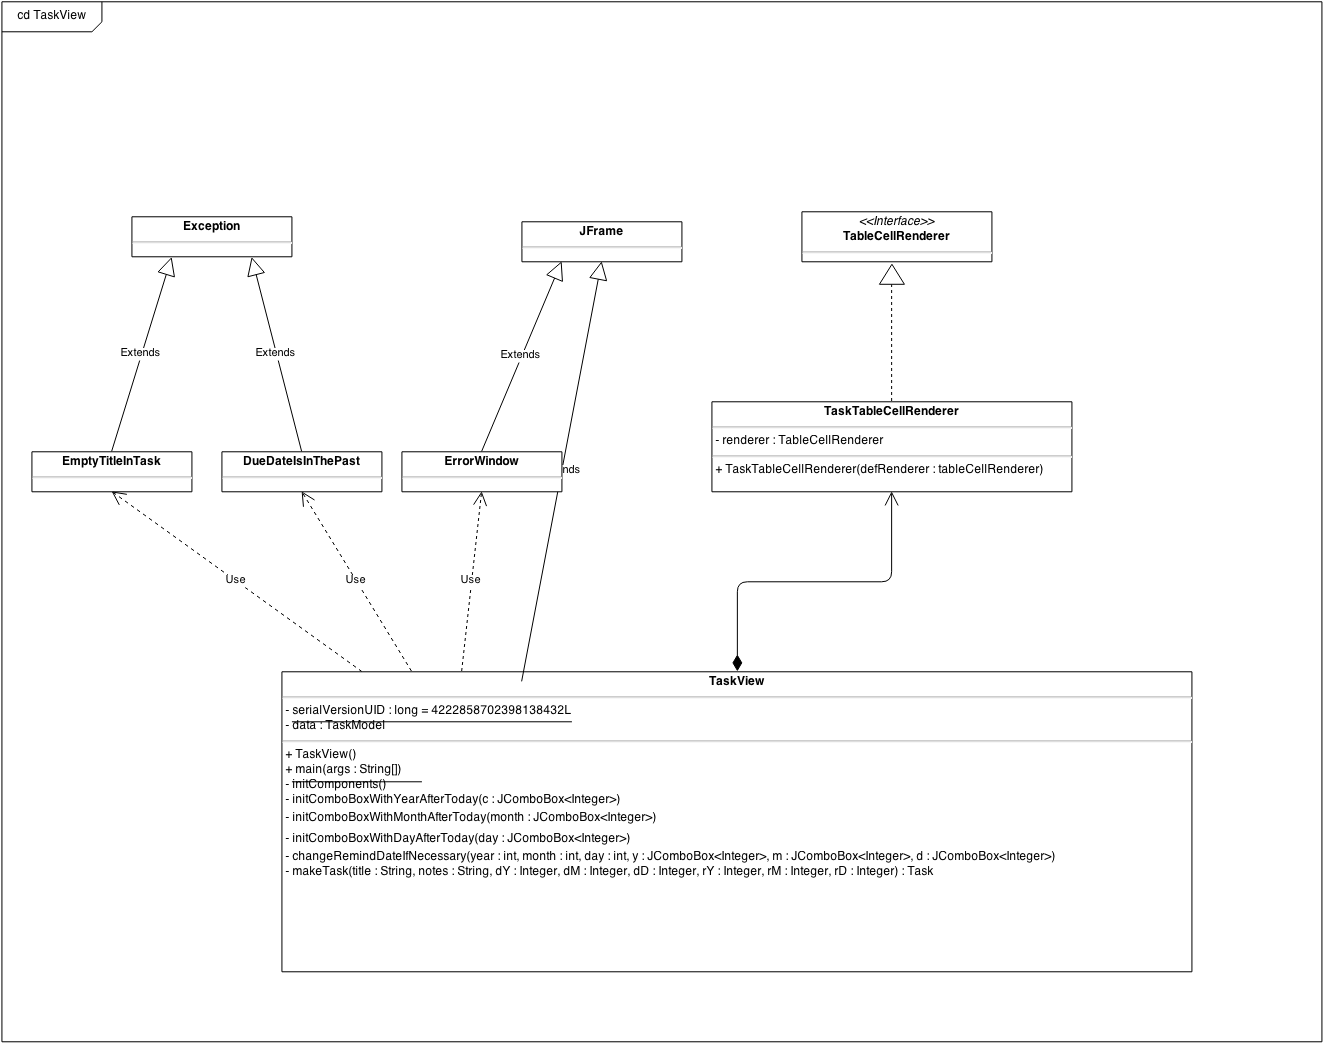 cd TaskView
Exception
JFrame
<<Interface>>
TableCellRenderer
Extends
Extends
Extends
TaskTableCellRenderer
- renderer : TableCellRenderer
+ TaskTableCellRenderer(defRenderer : tableCellRenderer)
EmptyTitleInTask
DueDateIsInThePast
ErrorWindow
nds
Use
Use
Use
TaskView
- serialVersionUID : long = 4222858702398138432L
- data : TaskModel
+ TaskView()
+ main(args : String[])
- initComponents()
- initComboBoxWithYearAfterToday(c : JComboBox<Integer>)
- initComboBoxWithMonthAfterToday(month : JComboBox<Integer>)
- initComboBoxWithDayAfterToday(day : JComboBox<Integer>)
- changeRemindDateIfNecessary(year : int, month : int, day : int, y : JComboBox<Integer>, m : JComboBox<Integer>, d : JComboBox<Integer>)
- makeTask(title : String, notes : String, dY : Integer, dM : Integer, dD : Integer, rY : Integer, rM : Integer, rD : Integer) : Task